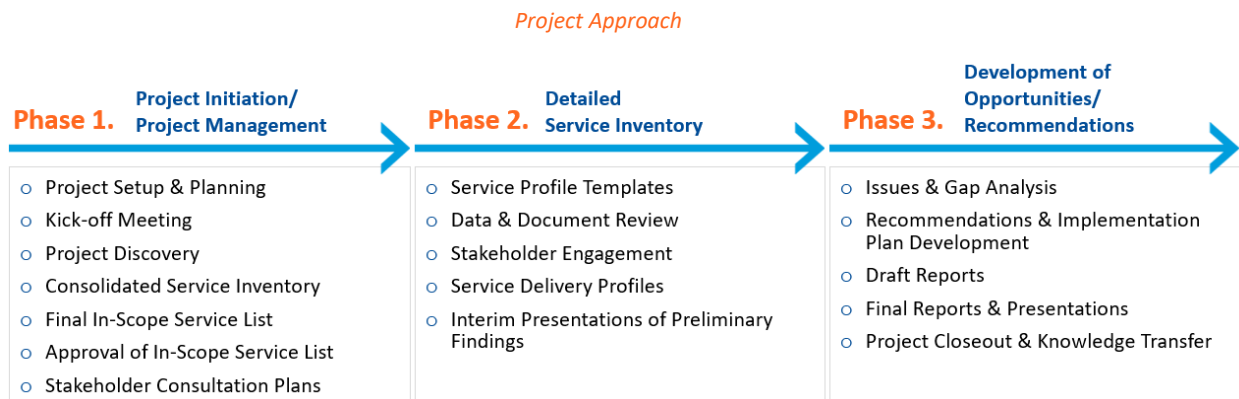 Project Approach
Phase 1.
Project Initiation/
Project Management
Project Setup & Planning
Kick-off Meeting
Project Discovery
Consolidated Service Inventory
Final In-Scope Service List
Approval of In-Scope Service List
Stakeholder Consultation Plans
Phase 2.
Detailed
Service Inventory
Service Profile Templates
Data & Document Review
Stakeholder Engagement
Service Delivery Profiles
Interim Presentations of Preliminary
Findings
Phase 3.
Development of
Opportunities/
Recommendations
Issues & Gap Analysis
Recommendations & Implementation
Plan Development
Draft Reports
Final Reports & Presentations
Project Closeout & Knowledge Transfer